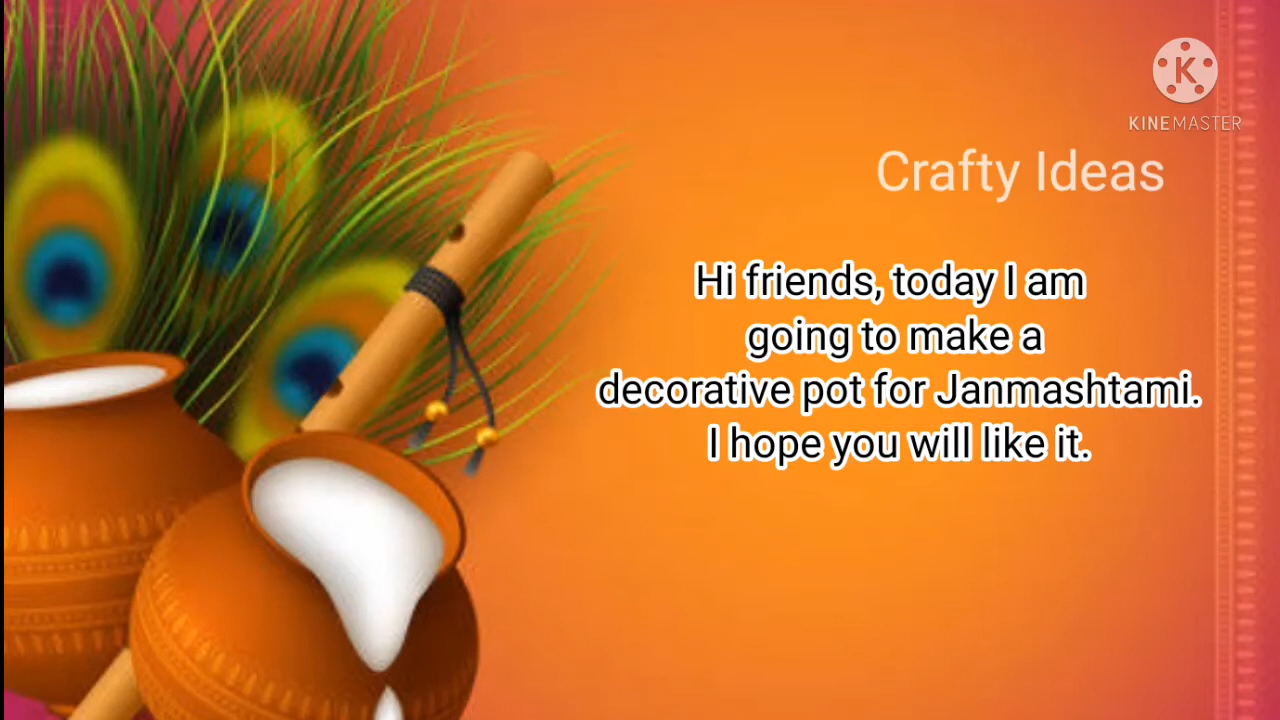 K
KINEMASTER
Crafty Ideas
Hi friends, today I am
going to make a
decorative pot for Janmashtami.
I hope you will like it.